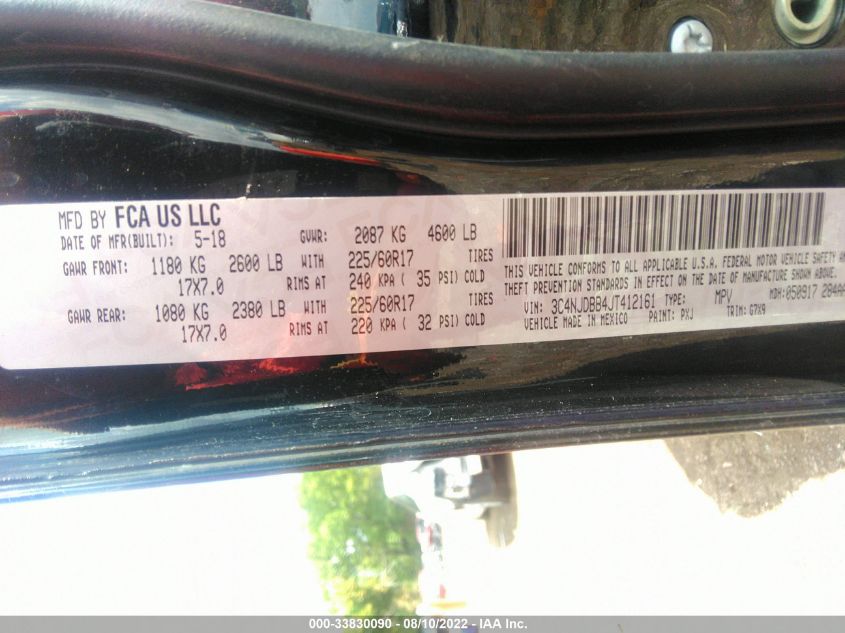 MFD BY FCA US LLC
DATE OF MFR(BUILT): 5-18 GVWR: 2087 KG 4600 LB
GAWR FRONT: 1180 KG 2600 LB WITH 225/60R17 TIRES
17X7.0 RIMS AT 240 KPA ( 35 PSI) COLD
GAWR REAR: 1080 KG 2380 LB WITH 225/60R17 TIRES
17X7.0 RIMS AT 220 KPA ( 32 PSI) COLD
THIS VEHICLE CONFORMS TO ALL APPLICABLE U.S.A. FEDERAL MOTOR VEHICLE SAFETY
THEFT PREVENTION STANDARDS IN EFFECT ON THE DATE OF MANUFACTURE SHOWN ABOVE.
VIN: 3C4NJDBB4JT412161 TYPE: MPV MDH: 050917
VEHICLE MADE IN MEXICO PAINT: PXJ TRIM: G7X9
000-33830090 - 08/10/2022 - IAA Inc.